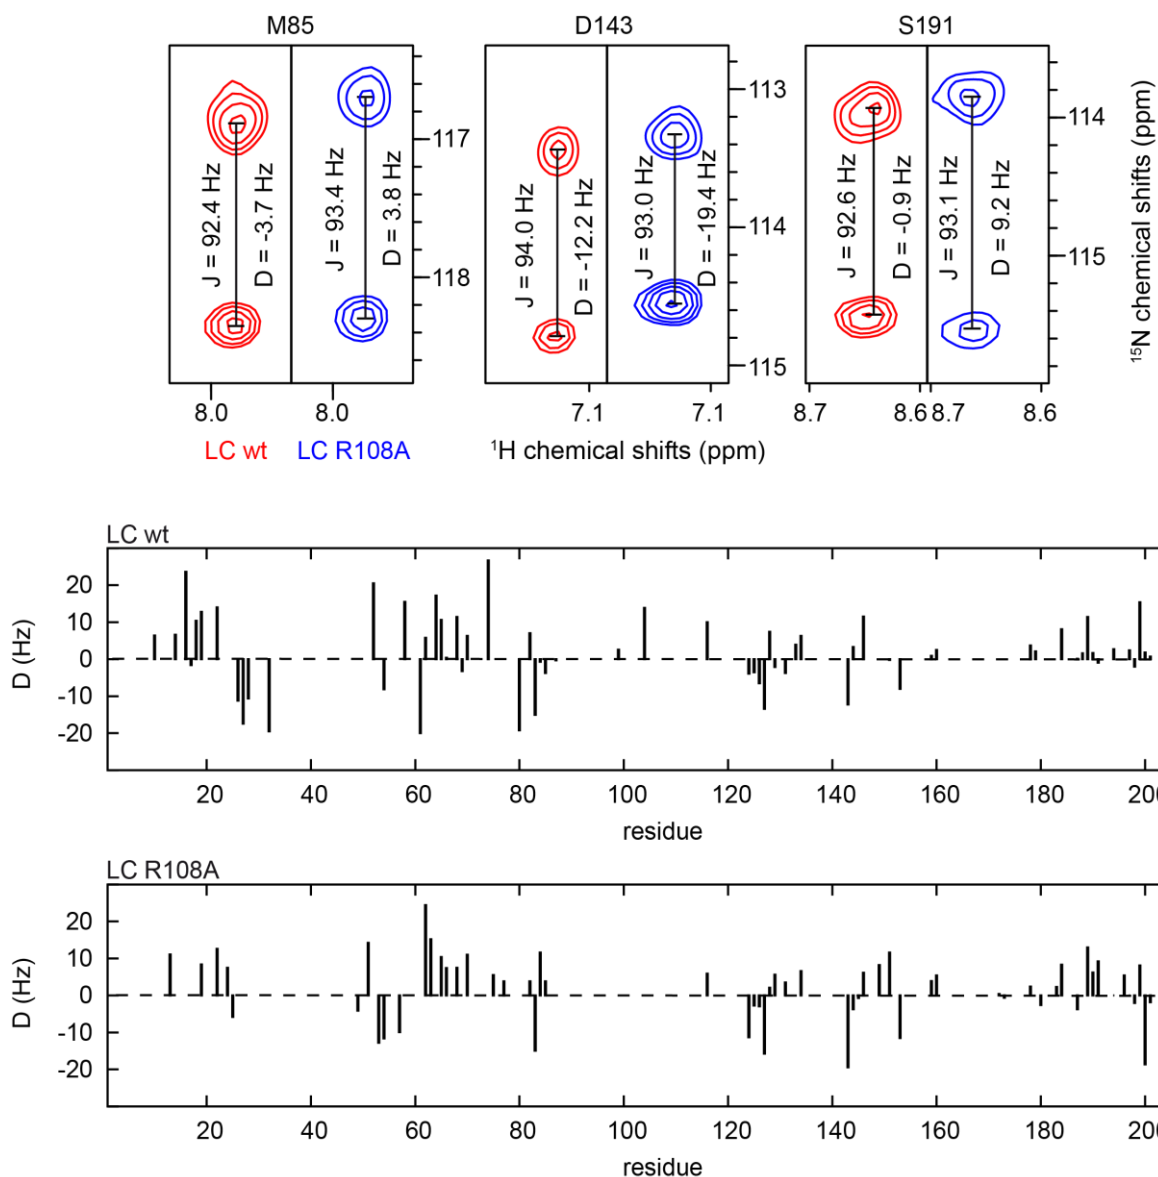 M85 D143 S191
J = 92.4 Hz D = -3.7 Hz J = 93.4 Hz D = 3.8 Hz
117
118
J = 94.0 Hz D = -12.2 Hz J = 93.0 Hz D = -19.4 Hz
113
114
115
J = 92.6 Hz D = -0.9 Hz J = 93.1 Hz D = 9.2 Hz
114
115
15N chemical shifts (ppm)
8.0 8.0 7.1 7.1 8.7 8.6 8.7 8.6
LC wt LC R108A 1H chemical shifts (ppm)
LC wt
D (Hz)
20
10
0
-10
-20
20 40 60 80 100 120 140 160 180 200
residue
LC R108A
D (Hz)
20
10
0
-10
-20
20 40 60 80 100 120 140 160 180 200
residue